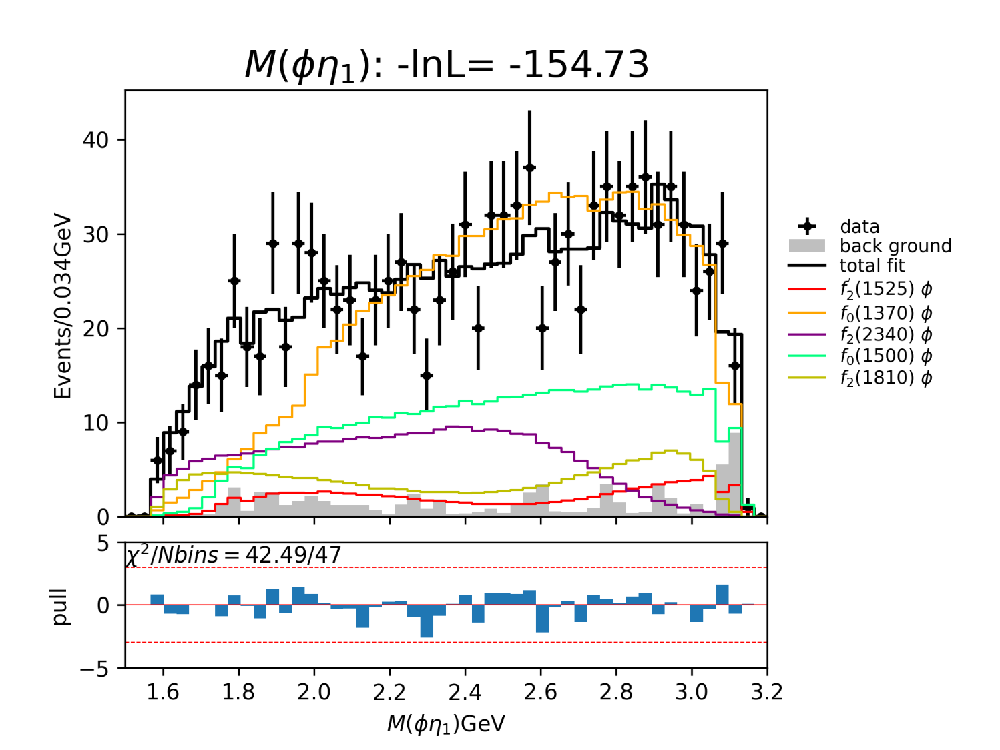 M(ϕη₁): -lnL= -154.73
40
30
20
10
0
Events/0.034GeV
data
back ground
total fit
f₂′(1525) ϕ
f₀(1370) ϕ
f₂(2340) ϕ
f₀(1500) ϕ
f₂(1810) ϕ
χ²/Nbins = 42.49/47
5
0
−5
pull
1.6 1.8 2.0 2.2 2.4 2.6 2.8 3.0 3.2
M(ϕη₁)GeV